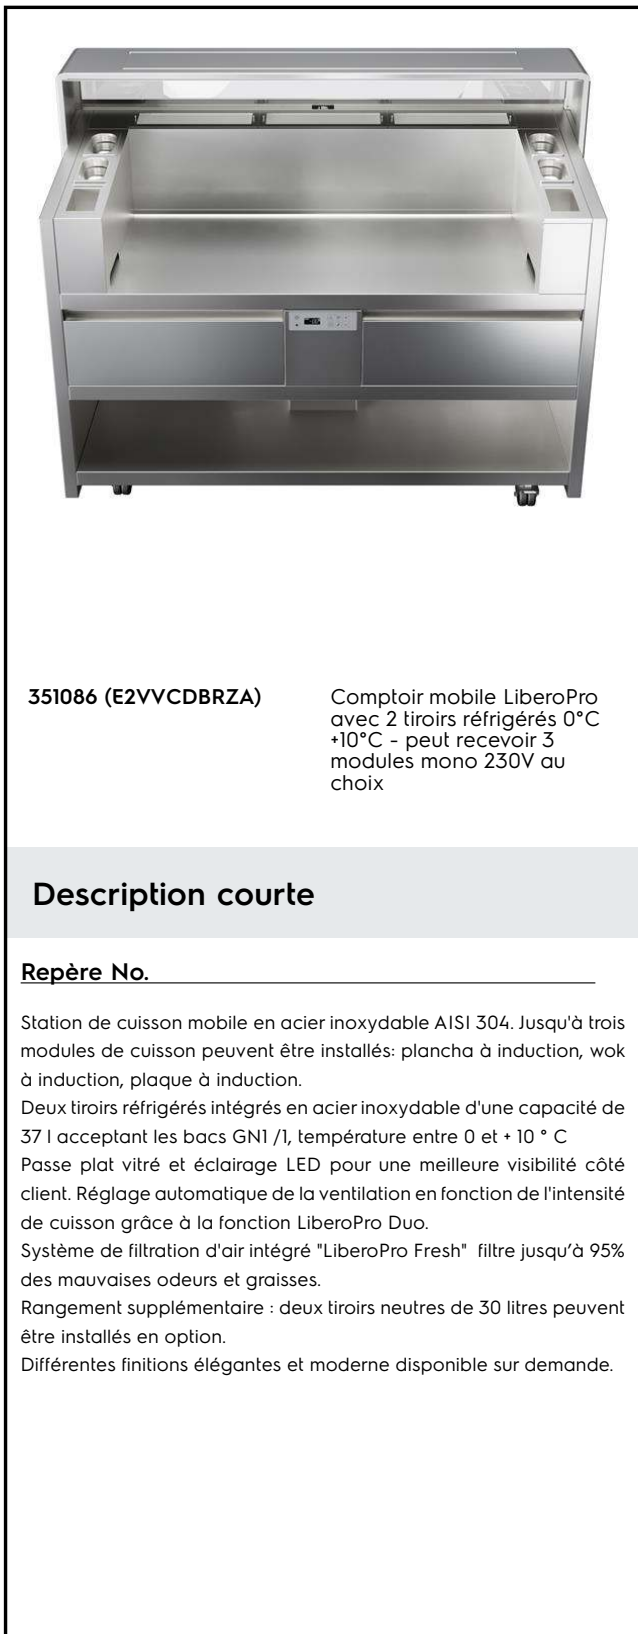 351086 (E2VVCDBRZA)
Comptoir mobile LiberoPro
avec 2 tiroirs réfrigérés 0°C
+10°C - peut recevoir 3
modules mono 230V au
choix
Description courte
Repère No.
Station de cuisson mobile en acier inoxydable AISI 304. Jusqu'à trois
modules de cuisson peuvent être installés: plancha à induction, wok
à induction, plaque à induction.
Deux tiroirs réfrigérés intégrés en acier inoxydable d'une capacité de
37 l acceptant les bacs GN1 /1, température entre 0 et + 10 ° C
Passe plat vitré et éclairage LED pour une meilleure visibilité côté
client. Réglage automatique de la ventilation en fonction de l'intensité
de cuisson grâce à la fonction LiberoPro Duo.
Système de filtration d'air intégré "LiberoPro Fresh"  filtre jusqu’à 95%
des mauvaises odeurs et graisses.
Rangement supplémentaire : deux tiroirs neutres de 30 litres peuvent
être installés en option.
Différentes finitions élégantes et moderne disponible sur demande.